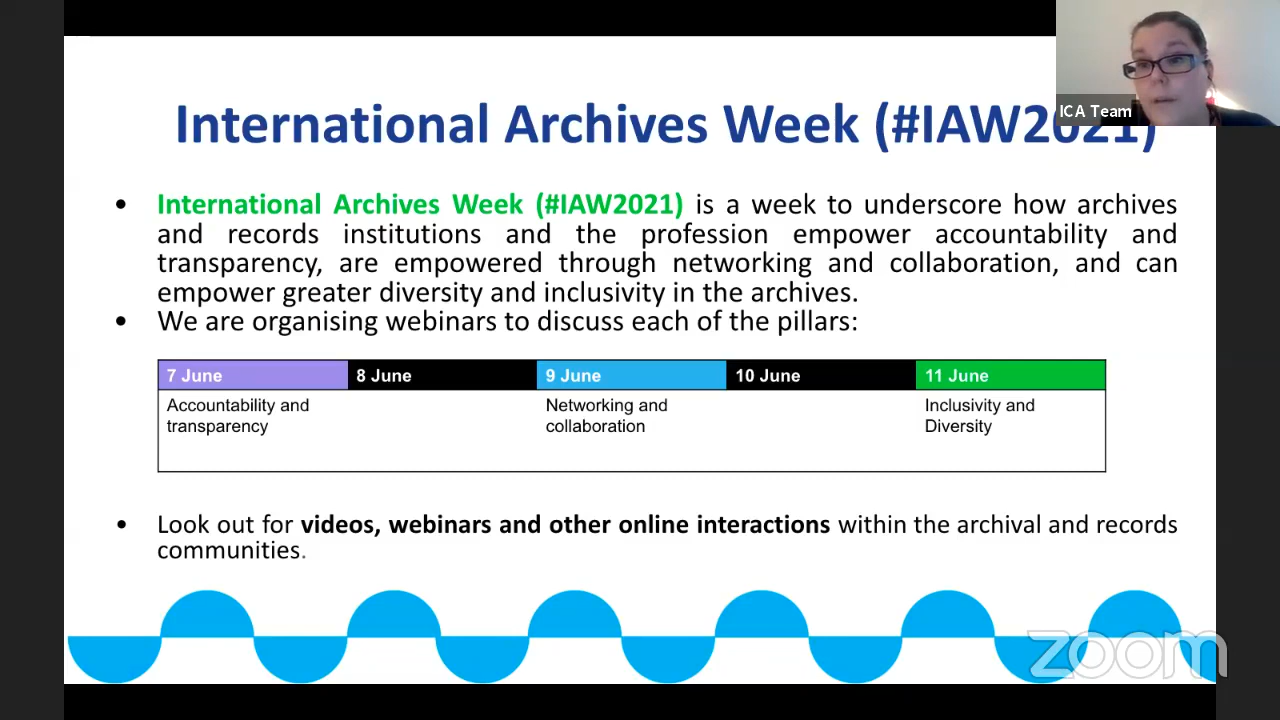 ICA Team
International Archives Week (#IAW2021)
• International Archives Week (#IAW2021) is a week to underscore how archives
and records institutions and the profession empower accountability and
transparency, are empowered through networking and collaboration, and can
empower greater diversity and inclusivity in the archives.
• We are organising webinars to discuss each of the pillars:
7 June 8 June 9 June 10 June 11 June
Accountability and Networking and Inclusivity and
transparency collaboration Diversity
• Look out for videos, webinars and other online interactions within the archival and records
communities.
zoom